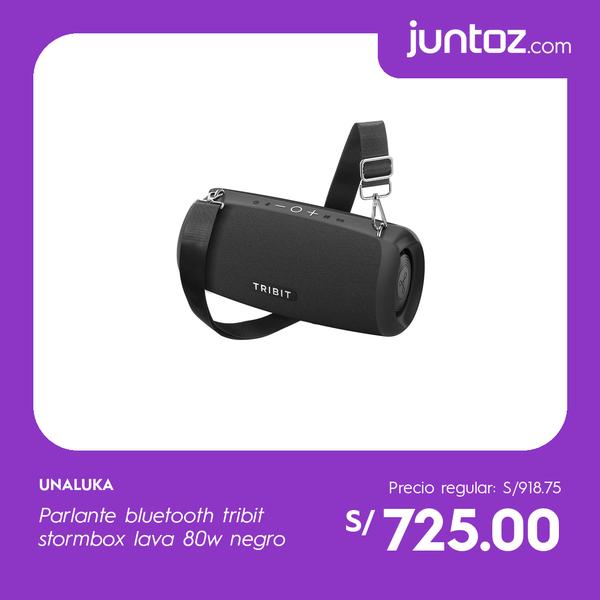 juntoz.com
TRIBIT
UNALUKA
Parlante bluetooth tribit
stormbox lava 80w negro
Precio regular: S/918.75
S/725.00